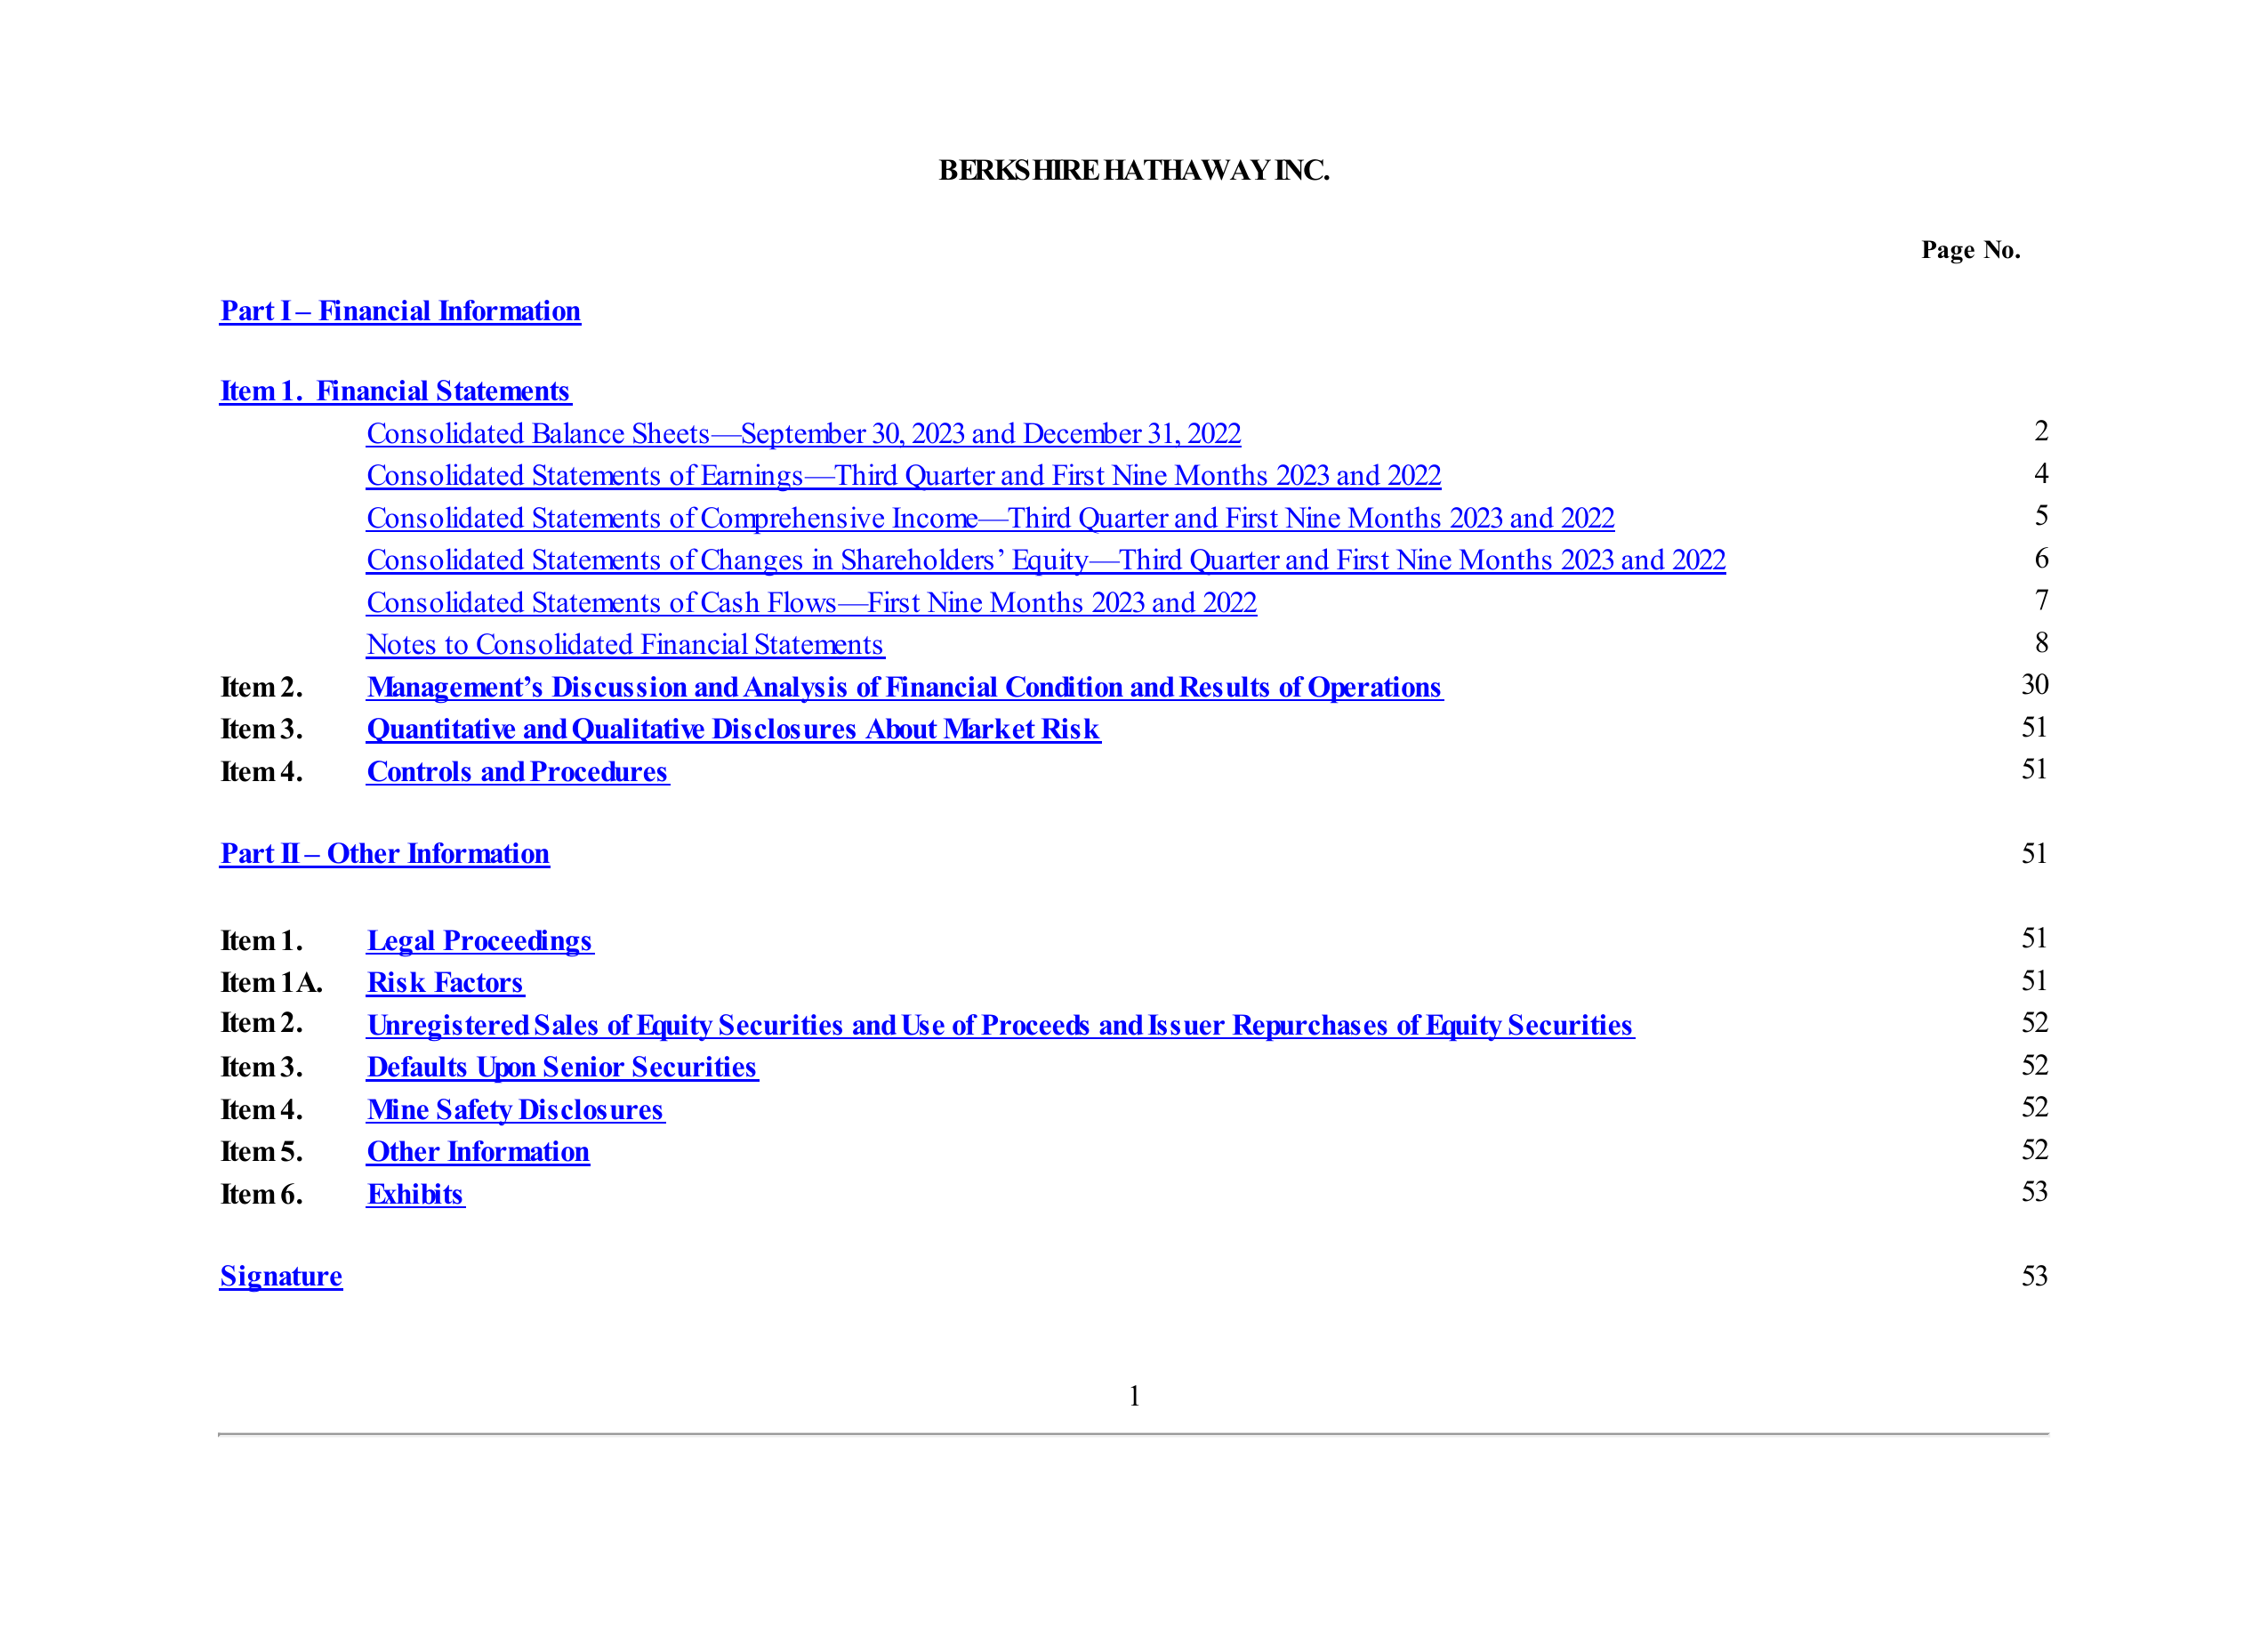 BERKSHIRE HATHAWAY INC.
Page No.
Part I – Financial Information
Item 1. Financial Statements
Consolidated Balance Sheets—September 30, 2023 and December 31, 2022 2
Consolidated Statements of Earnings—Third Quarter and First Nine Months 2023 and 2022 4
Consolidated Statements of Comprehensive Income—Third Quarter and First Nine Months 2023 and 2022 5
Consolidated Statements of Changes in Shareholders’ Equity—Third Quarter and First Nine Months 2023 and 2022 6
Consolidated Statements of Cash Flows—First Nine Months 2023 and 2022 7
Notes to Consolidated Financial Statements 8
Item 2. Management’s Discussion and Analysis of Financial Condition and Results of Operations 30
Item 3. Quantitative and Qualitative Disclosures About Market Risk 51
Item 4. Controls and Procedures 51
Part II – Other Information 51
Item 1. Legal Proceedings 51
Item 1A. Risk Factors 51
Item 2. Unregistered Sales of Equity Securities and Use of Proceeds and Issuer Repurchases of Equity Securities 52
Item 3. Defaults Upon Senior Securities 52
Item 4. Mine Safety Disclosures 52
Item 5. Other Information 52
Item 6. Exhibits 53
Signature 53
1